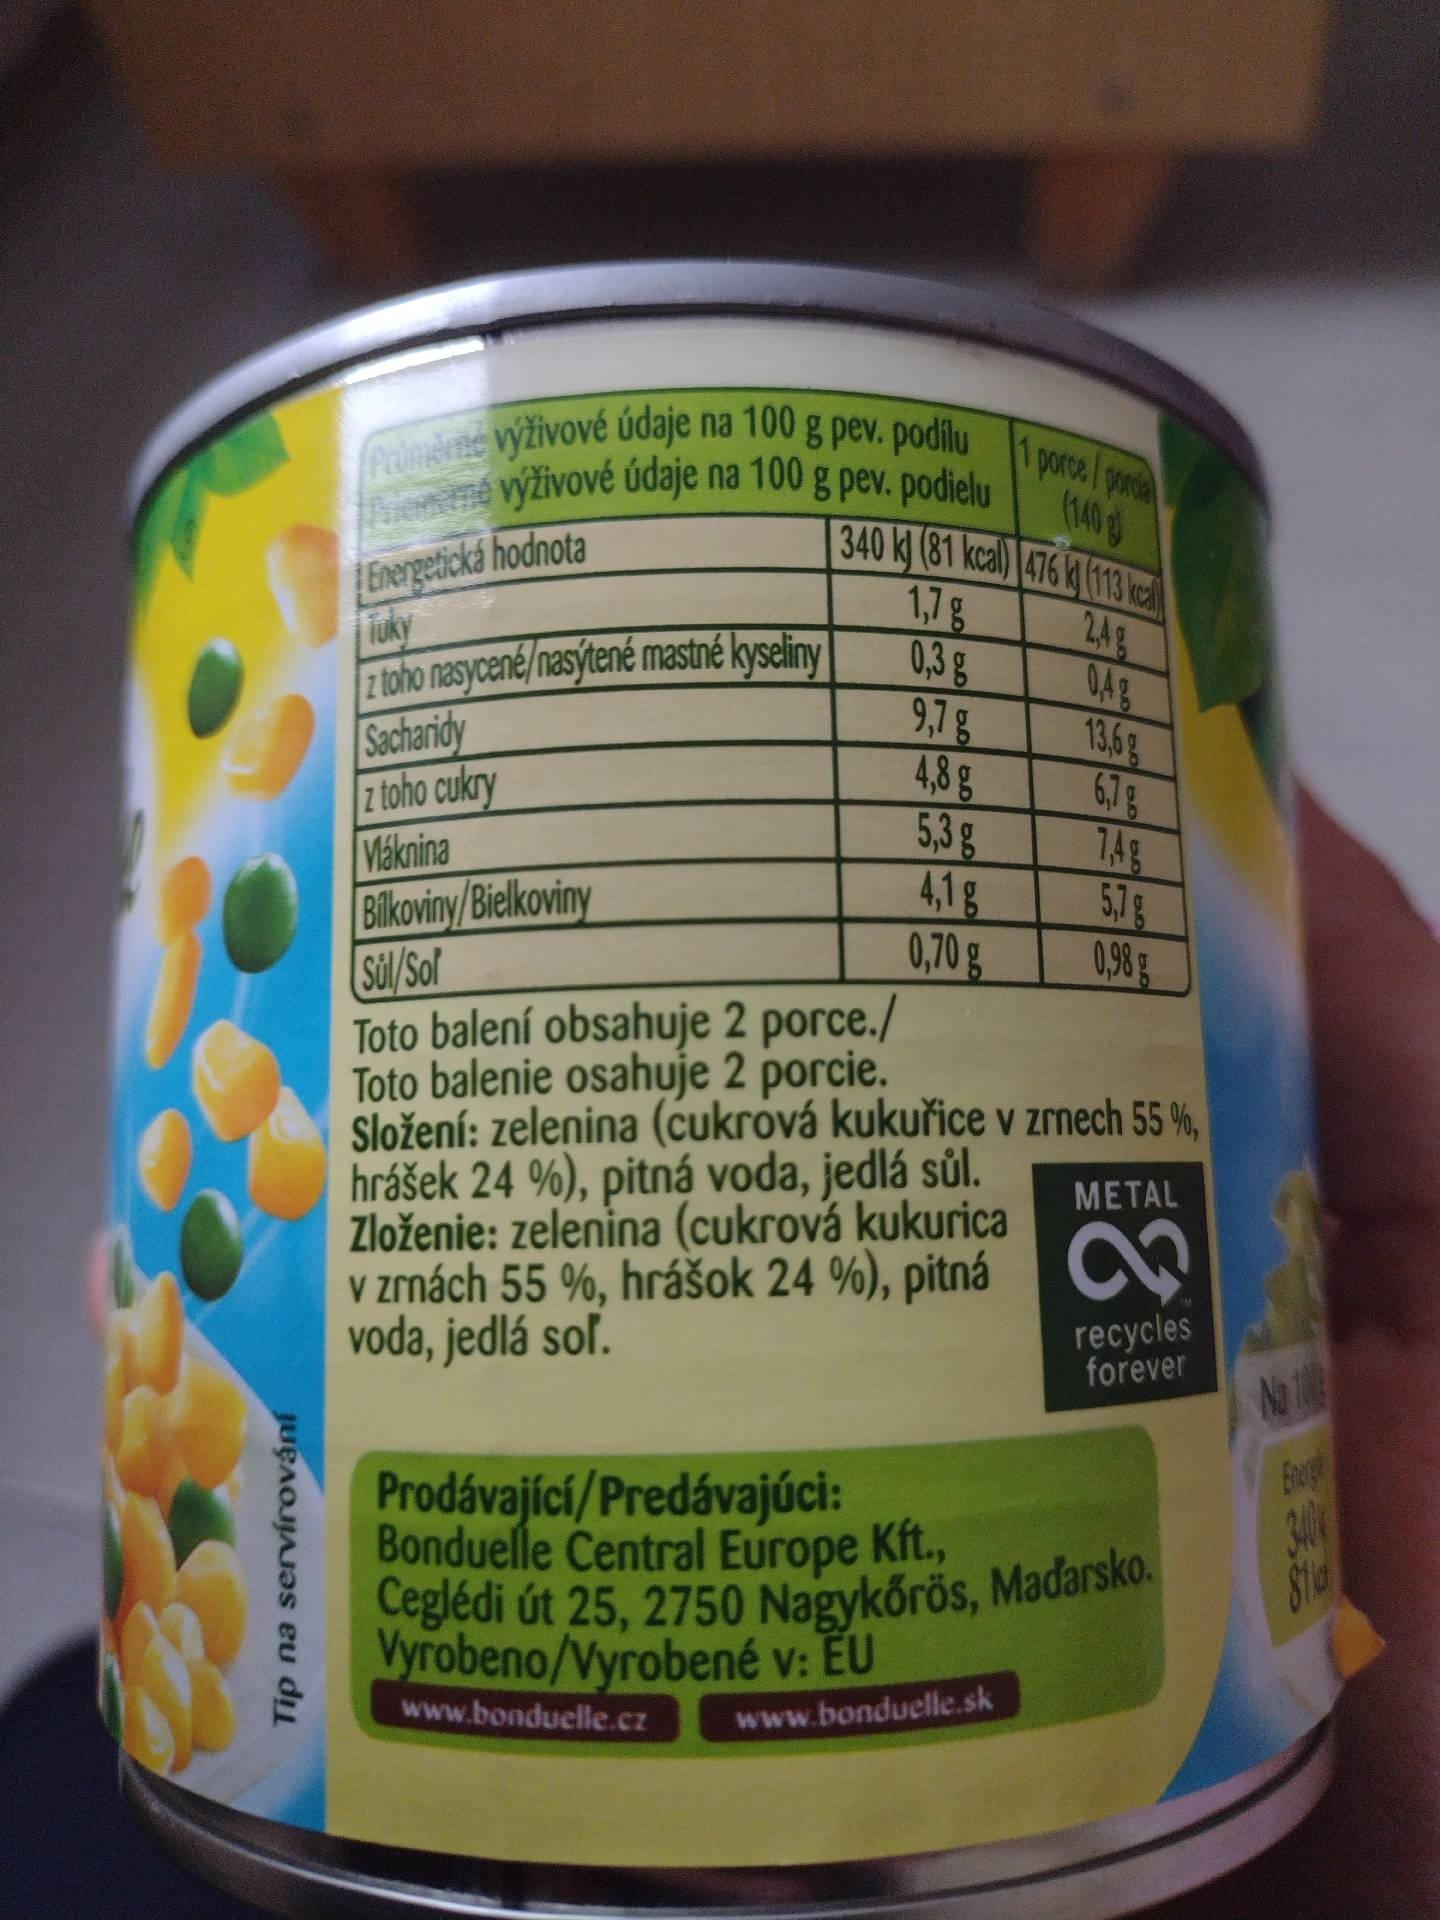 Průměrné výživové údaje na 100 g pev. podílu
Priemerné výživové údaje na 100 g pev. podielu
1 porce / porcia
(140 g)
Energetická hodnota 340 kJ (81 kcal) 476 kJ (113 kcal)
Tuky 1,7 g 2,4 g
z toho nasycené/nasýtené mastné kyseliny 0,3 g 0,4 g
Sacharidy 9,7 g 13,6 g
z toho cukry 4,8 g 6,7 g
Vláknina 5,3 g 7,4 g
Bílkoviny/Bielkoviny 4,1 g 5,7 g
Sůl/Soľ 0,70 g 0,98 g
Toto balení obsahuje 2 porce./
Toto balenie osahuje 2 porcie.
Složení: zelenina (cukrová kukuřice v zrnech 55 %,
hrášek 24 %), pitná voda, jedlá sůl.
Zloženie: zelenina (cukrová kukurica
v zrnách 55 %, hrášok 24 %), pitná
voda, jedlá soľ.
METAL
recycles
forever
Tip na servírování
Prodávající/Predávajúci:
Bonduelle Central Europe Kft.,
Ceglédi út 25, 2750 Nagykőrös, Maďarsko.
Vyrobeno/Vyrobené v: EU
www.bonduelle.cz www.bonduelle.sk
Na
81